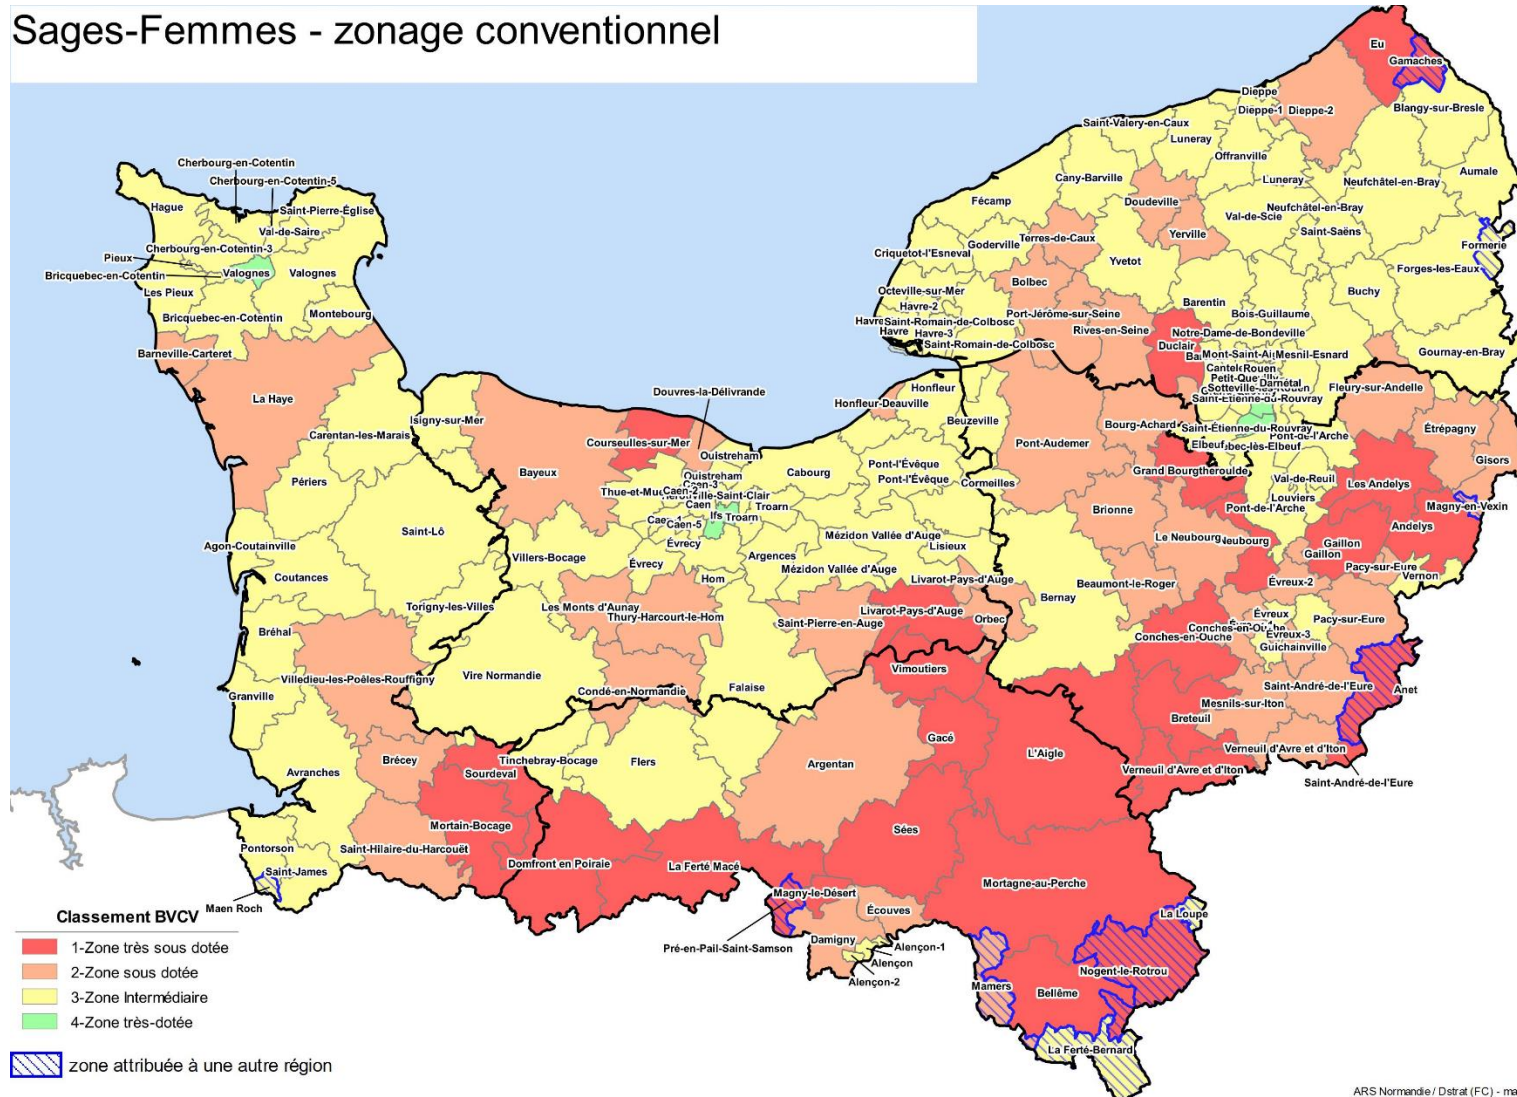 Sages-Femmes - zonage conventionnel
Eu
Gamaches
Dieppe
Dieppe-1
Dieppe-2
Blangy-sur-Bresle
Saint-Valery-en-Caux
Luneray
Offranville
Aumale
Cherbourg-en-Cotentin
Cherbourg-en-Cotentin-5
Cany-Barville
Luneray
Neufchâtel-en-Bray
Hague
Saint-Pierre-Église
Fécamp
Doudeville
Neufchâtel-en-Bray
Val-de-Saire
Val-de-Scie
Yerville
Saint-Saëns
Cherbourg-en-Cotentin-3
Terres-de-Caux
Goderville
Criquetot-l'Esneval
Formerie
Pieux
Bricquebec-en-Cotentin
Valognes
Valognes
Yvetot
Forges-les-Eaux
Bolbec
Les Pieux
Octeville-sur-Mer
Buchy
Havre-2
Barentin
Montebourg
Bricquebec-en-Cotentin
Port-Jérôme-sur-Seine
Bois-Guillaume
Havre
Saint-Romain-de-Colbosc
Rives-en-Seine
Notre-Dame-de-Bondeville
Havre
Havre-3
Saint-Romain-de-Colbosc
Duclair
Mesnil-Esnard
Gournay-en-Bray
Barneville-Carteret
Rouen
Darnétal
Douvres-la-Délivrande
Honfleur
Fleury-sur-Andelle
La Haye
Honfleur-Deauville
Saint-Étienne-du-Rouvray
Isigny-sur-Mer
Beuzeville
Bourg-Achard
Saint-Étienne-du-Rouvray
Étrépagny
Carentan-les-Marais
Courseulles-sur-Mer
Pont-Audemer
Pont-de-l'Arche
Elbeuf
Ouistreham
Pont-l'Évêque
Gisors
Bayeux
Ouistreham
Cabourg
Pont-l'Évêque
Cormeilles
Grand Bourgtheroulde
Val-de-Reuil
Les Andelys
Périers
Caen-3
Caen-2
Caen
Troarn
Louviers
Pont-de-l'Arche
Magny-en-Vexin
Brionne
Ifs
Troarn
Caen-5
Andelys
Saint-Lô
Mézidon Vallée d'Auge
Le Neubourg
Neubourg
Gaillon
Gaillon
Agon-Coutainville
Évrecy
Lisieux
Villers-Bocage
Évrecy
Argences
Mézidon Vallée d'Auge
Pacy-sur-Eure
Vernon
Coutances
Hom
Livarot-Pays-d'Auge
Beaumont-le-Roger
Évreux-2
Bernay
Torigny-les-Villes
Les Monts d'Aunay
Thury-Harcourt-le-Hom
Livarot-Pays-d'Auge
Saint-Pierre-en-Auge
Orbec
Évreux
Pacy-sur-Eure
Conches-en-Ouche
Conches-en-Ouche
Évreux-3
Guichainville
Bréhal
Vimoutiers
Vire Normandie
Villedieu-les-Poêles-Rouffigny
Falaise
Condé-en-Normandie
Saint-André-de-l'Eure
Anet
Granville
Mesnils-sur-Iton
Breteuil
Gacé
L'Aigle
Verneuil d'Avre et d'Iton
Brécey
Tinchebray-Bocage
Flers
Argentan
Avranches
Sourdeval
Verneuil d'Avre et d'Iton
Saint-André-de-l'Eure
Mortain-Bocage
Sées
Pontorson
Saint-Hilaire-du-Harcouët
Domfront en Poiraie
La Ferté Macé
Saint-James
Mortagne-au-Perche
Magny-le-Désert
Maen Roch
Écouves
La Loupe
Classement BVCV
Pré-en-Pail-Saint-Samson
Damigny
Alençon-1
1-Zone très sous dotée
Alençon
2-Zone sous dotée
Alençon-2
Nogent-le-Rotrou
Mamers
Bellême
3-Zone Intermédiaire
4-Zone très-dotée
La Ferté-Bernard
zone attribuée à une autre région
ARS Normandie / Dstrat (FC) - ma